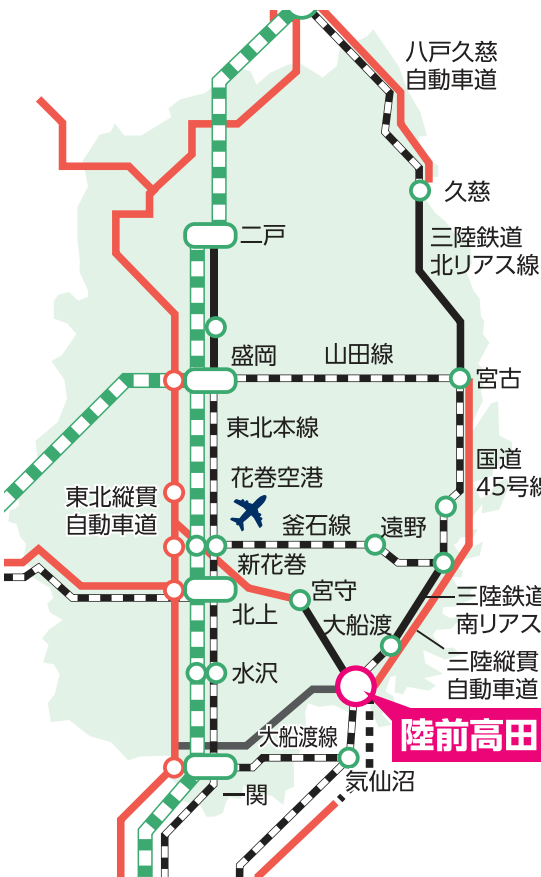 八戸久慈
自動車道
久慈
三陸鉄道
北リアス線
二戸
盛岡
山田線
宮古
東北本線
国道
45号線
花巻空港
東北縦貫
自動車道
釜石線
遠野
新花巻
宮守
三陸鉄道
南リアス
北上
大船渡
三陸縦貫
自動車道
水沢
陸前高田
大船渡線
気仙沼
一関